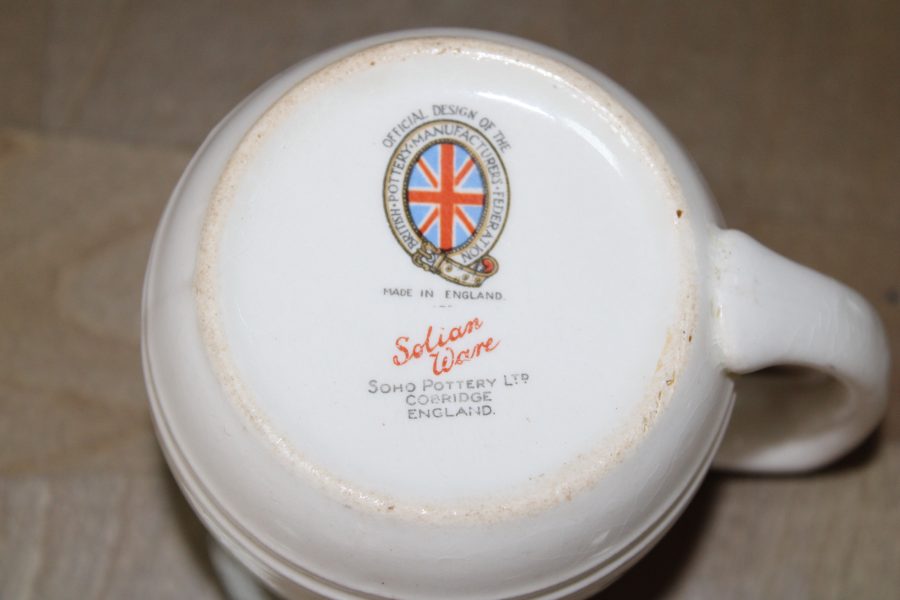 OFFICIAL DESIGN OF THE
BRITISH · POTTERY · MANUFACTURERS · FEDERATION
MADE IN ENGLAND.
Solian
Ware
SOHO POTTERY LTD
COBRIDGE
ENGLAND.